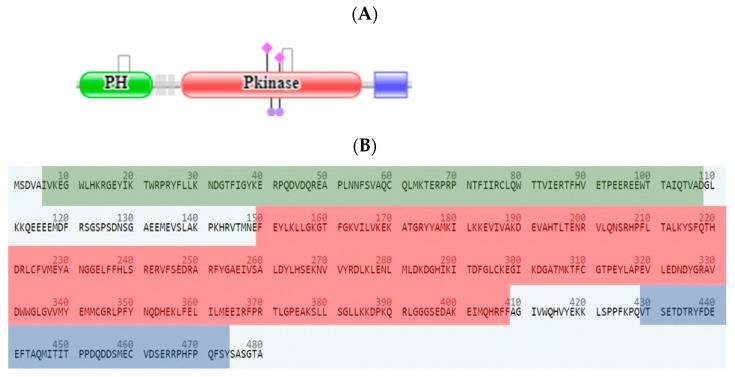 (A)
PH Pkinase
(B)
10 20 30 40 50 60 70 80 90 100 110
MSDVAIVKEG WLHKRGEYIK TWRPRYFLLK NDGTFIGYKE RPQDVDQREA PLNNFSVAQC QLMKTERPRP NTFIIRCLQW TTVIERTFHV ETPEEREEWT TAIQTVADGL
120 130 140 150 160 170 180 190 200 210 220
KKQEEEEMDF RSGSPSDNSG AEEMEVSLAK PKHRVTMNEF EYLKLLGKGT FGKVILVKEK ATGRYYAMKI LKKEVIVAKD EVAHTLTENR VLQNSRHPFL TALKYSFQTH
230 240 250 260 270 280 290 300 310 320 330
DRLCFVMEYA NGGELFFHLS RERVFSEDRA RFYGAEIVSA LDYLHSEKNV VYRDLKLENL MLDKDGHIKI TDFGLCKEGI KDGATMKTFC GTPEYLAPEV LEDNDYGRAV
340 350 360 370 380 390 400 410 420 430 440
DWWGLGVVMY EMMCGRLPFY NQDHEKLFEL ILMEEIRFPR TLGPEAKSLL SGLLKKDPKQ RLGGGSEDAK EIMQHRFFAG IVWQHVYEKK LSPPFKPQVT SETDTRYFDE
450 460 470 480
EFTAQMITIT PPDQDDSMEC VDSERRPHFP QFSYSASGTA